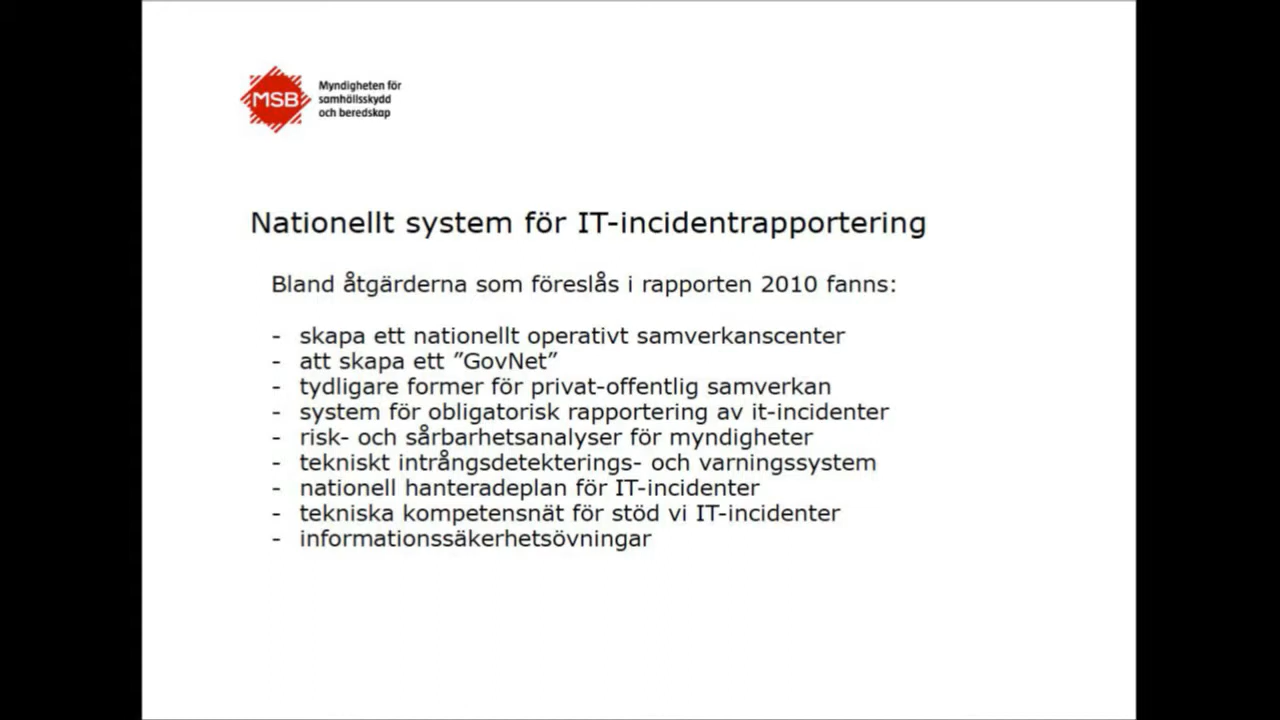 MSB
Myndigheten för
samhällsskydd
och beredskap
Nationellt system för IT-incidentrapportering
Bland åtgärderna som föreslås i rapporten 2010 fanns:
- skapa ett nationellt operativt samverkanscenter
- att skapa ett ”GovNet”
- tydligare former för privat-offentlig samverkan
- system för obligatorisk rapportering av it-incidenter
- risk- och sårbarhetsanalyser för myndigheter
- tekniskt intrångsdetekterings- och varningssystem
- nationell hanteradeplan för IT-incidenter
- tekniska kompetensnät för stöd vi IT-incidenter
- informationssäkerhetsövningar